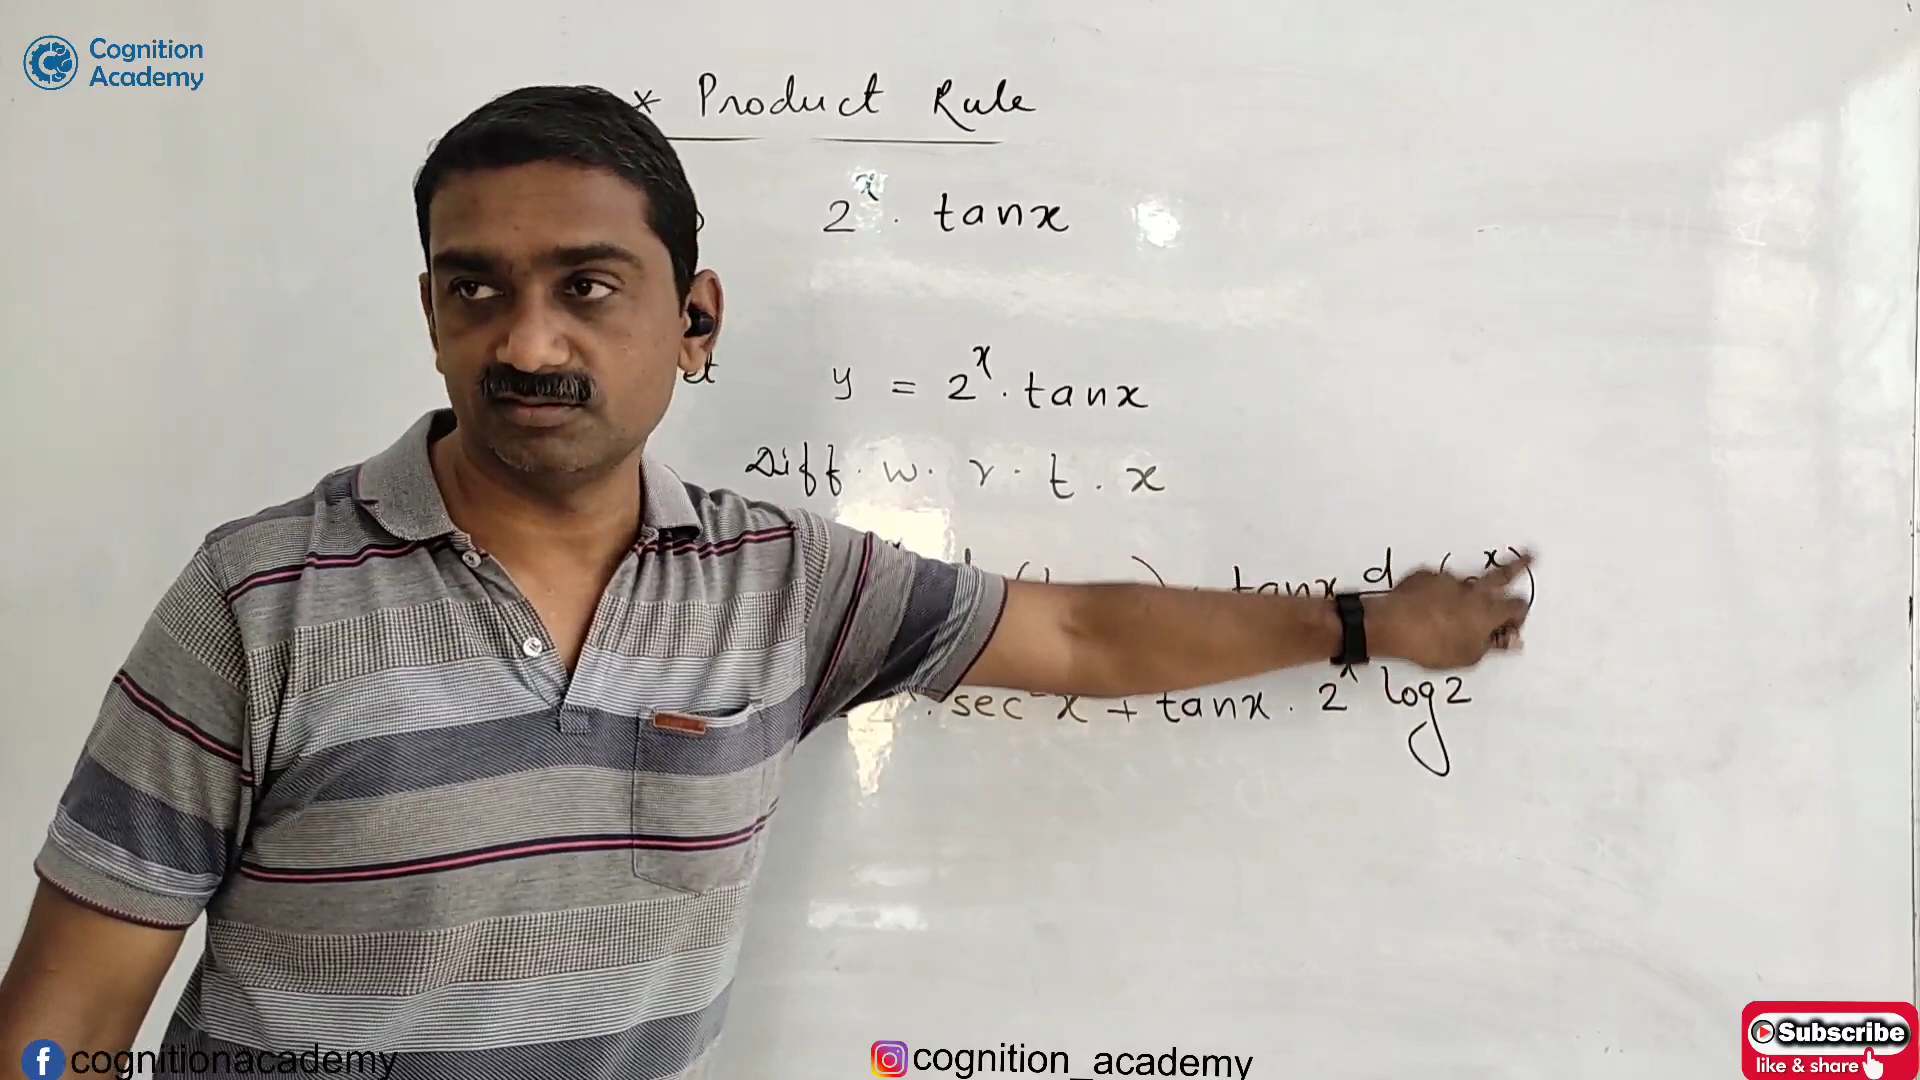 Cognition
Academy
* Product Rule
2^x . tanx
y = 2^x . tanx
Diff. w. r. t. x
tanx d
. sec²x + tanx . 2^x log2
cognitionacademy
cognition_academy
Subscribe
like & share